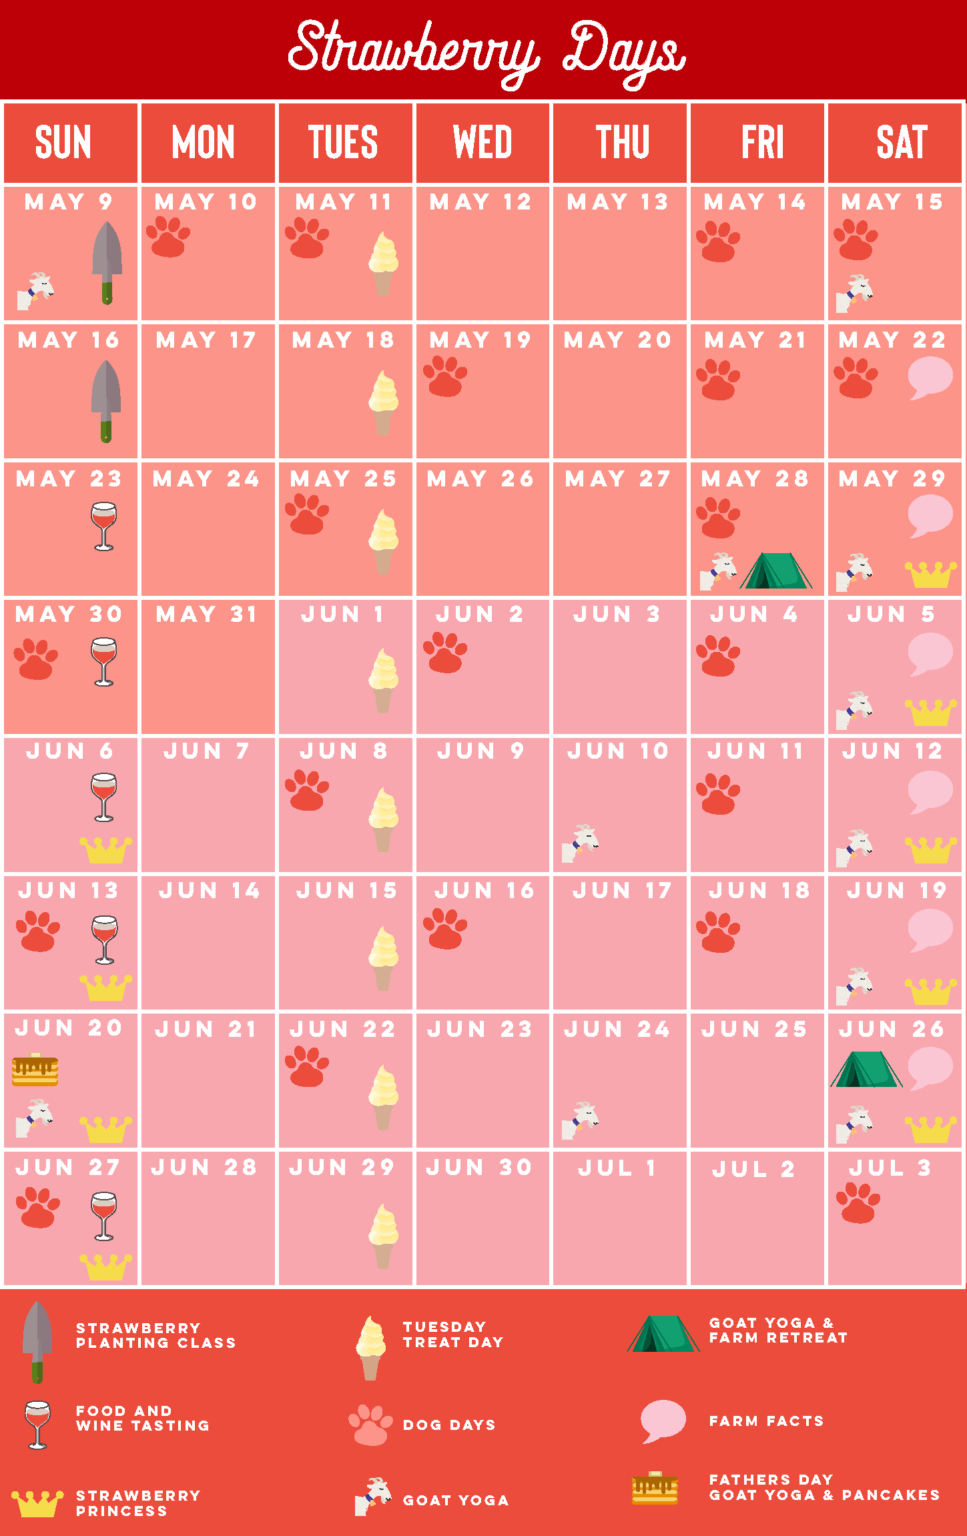 Strawberry Days
SUN MON TUES WED THU FRI SAT
MAY 9 MAY 10 MAY 11 MAY 12 MAY 13 MAY 14 MAY 15
MAY 16 MAY 17 MAY 18 MAY 19 MAY 20 MAY 21 MAY 22
MAY 23 MAY 24 MAY 25 MAY 26 MAY 27 MAY 28 MAY 29
MAY 30 MAY 31 JUN 1 JUN 2 JUN 3 JUN 4 JUN 5
JUN 6 JUN 7 JUN 8 JUN 9 JUN 10 JUN 11 JUN 12
JUN 13 JUN 14 JUN 15 JUN 16 JUN 17 JUN 18 JUN 19
JUN 20 JUN 21 JUN 22 JUN 23 JUN 24 JUN 25 JUN 26
JUN 27 JUN 28 JUN 29 JUN 30 JUL 1 JUL 2 JUL 3
STRAWBERRY
PLANTING CLASS
TUESDAY
TREAT DAY
GOAT YOGA &
FARM RETREAT
FOOD AND
WINE TASTING
DOG DAYS
FARM FACTS
STRAWBERRY
PRINCESS
GOAT YOGA
FATHERS DAY
GOAT YOGA & PANCAKES